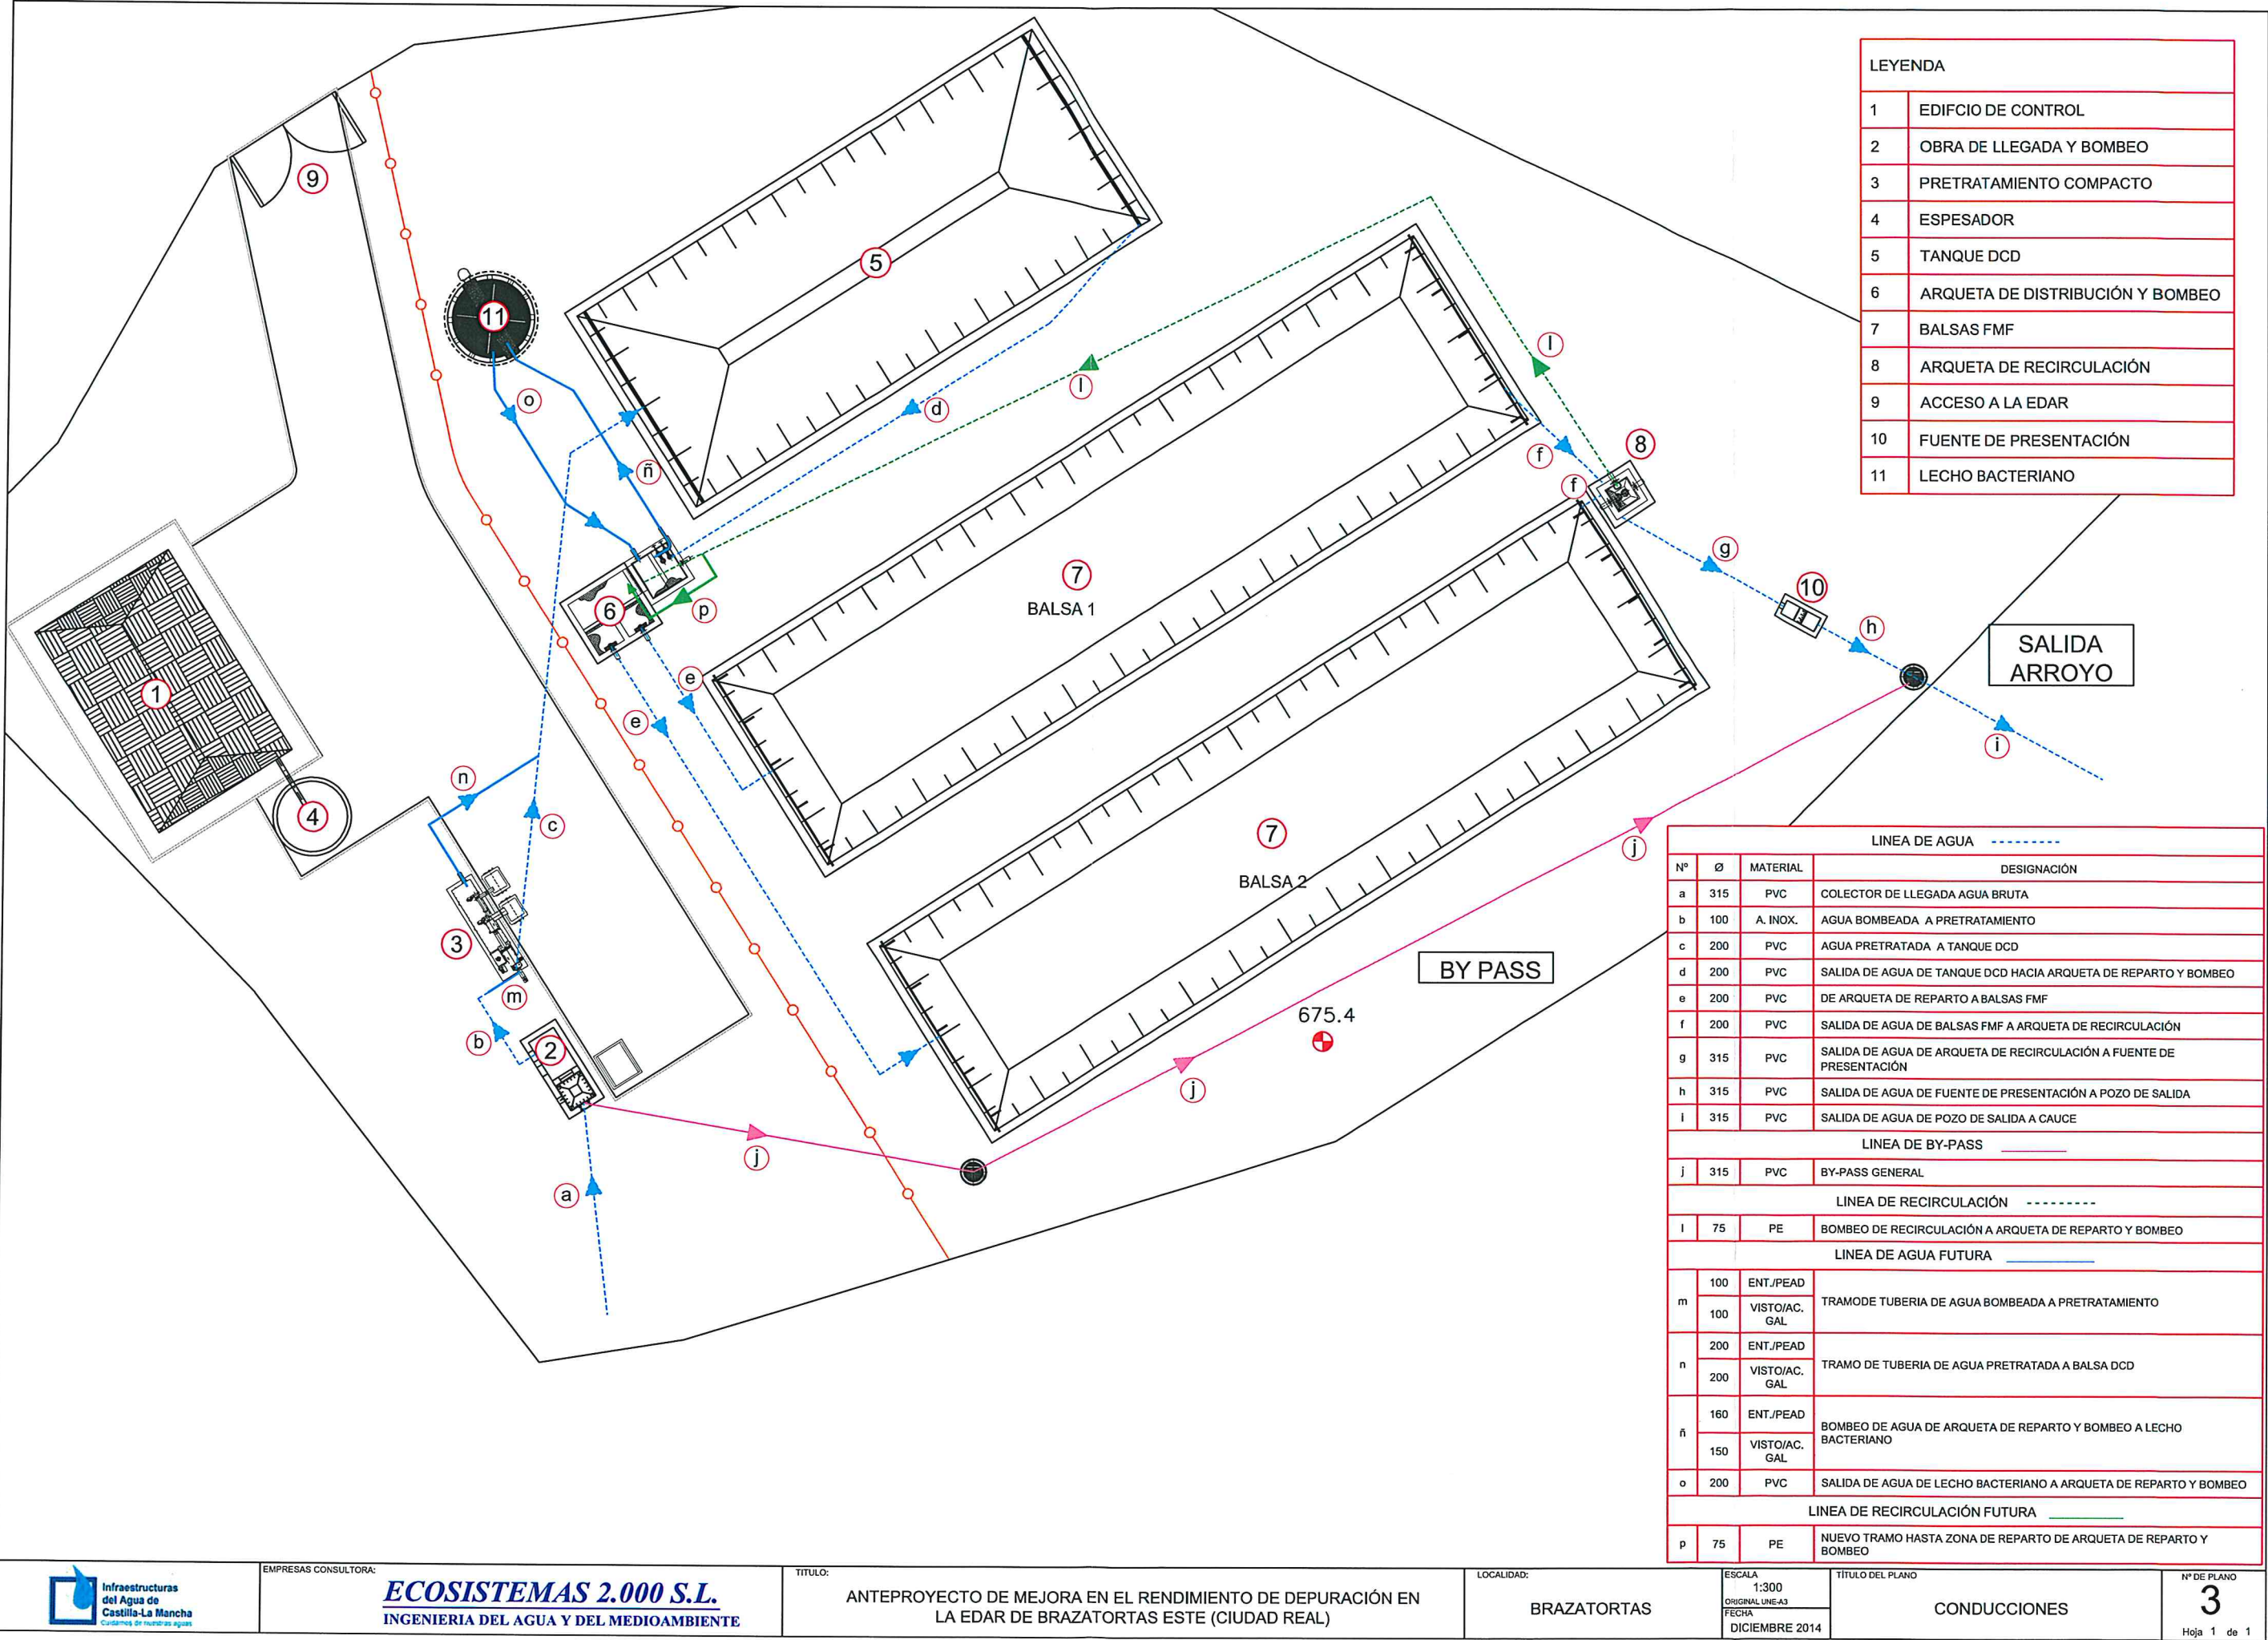 LEYENDA
1 EDIFCIO DE CONTROL
2 OBRA DE LLEGADA Y BOMBEO
3 PRETRATAMIENTO COMPACTO
4 ESPESADOR
5 TANQUE DCD
6 ARQUETA DE DISTRIBUCIÓN Y BOMBEO
7 BALSAS FMF
8 ARQUETA DE RECIRCULACIÓN
9 ACCESO A LA EDAR
10 FUENTE DE PRESENTACIÓN
11 LECHO BACTERIANO
9
5
11
l
l
o
d
ñ
f
8
f
g
7
BALSA 1
10
6
p
h
SALIDA
ARROYO
e
e
1
i
n
4
c
7
BALSA 2
j
3
BY PASS
m
675.4
b
2
j
j
a
LINEA DE AGUA
Nº Ø MATERIAL DESIGNACIÓN
a 315 PVC COLECTOR DE LLEGADA AGUA BRUTA
b 100 A. INOX. AGUA BOMBEADA A PRETRATAMIENTO
c 200 PVC AGUA PRETRATADA A TANQUE DCD
d 200 PVC SALIDA DE AGUA DE TANQUE DCD HACIA ARQUETA DE REPARTO Y BOMBEO
e 200 PVC DE ARQUETA DE REPARTO A BALSAS FMF
f 200 PVC SALIDA DE AGUA DE BALSAS FMF A ARQUETA DE RECIRCULACIÓN
g 315 PVC SALIDA DE AGUA DE ARQUETA DE RECIRCULACIÓN A FUENTE DE
PRESENTACIÓN
h 315 PVC SALIDA DE AGUA DE FUENTE DE PRESENTACIÓN A POZO DE SALIDA
i 315 PVC SALIDA DE AGUA DE POZO DE SALIDA A CAUCE
LINEA DE BY-PASS
j 315 PVC BY-PASS GENERAL
LINEA DE RECIRCULACIÓN
l 75 PE BOMBEO DE RECIRCULACIÓN A ARQUETA DE REPARTO Y BOMBEO
LINEA DE AGUA FUTURA
m 100 ENT./PEAD TRAMODE TUBERIA DE AGUA BOMBEADA A PRETRATAMIENTO
100 VISTO/AC.
GAL
n 200 ENT./PEAD TRAMO DE TUBERIA DE AGUA PRETRATADA A BALSA DCD
200 VISTO/AC.
GAL
ñ 160 ENT./PEAD BOMBEO DE AGUA DE ARQUETA DE REPARTO Y BOMBEO A LECHO
BACTERIANO
150 VISTO/AC.
GAL
o 200 PVC SALIDA DE AGUA DE LECHO BACTERIANO A ARQUETA DE REPARTO Y BOMBEO
LINEA DE RECIRCULACIÓN FUTURA
p 75 PE NUEVO TRAMO HASTA ZONA DE REPARTO DE ARQUETA DE REPARTO Y
BOMBEO
Infraestructuras
del Agua de
Castilla-La Mancha
Cuidamos de nuestras aguas
EMPRESAS CONSULTORA:
ECOSISTEMAS 2.000 S.L.
INGENIERIA DEL AGUA Y DEL MEDIOAMBIENTE
TITULO:
ANTEPROYECTO DE MEJORA EN EL RENDIMIENTO DE DEPURACIÓN EN
LA EDAR DE BRAZATORTAS ESTE (CIUDAD REAL)
LOCALIDAD:
BRAZATORTAS
ESCALA
1:300
ORIGINAL UNE-A3
FECHA
DICIEMBRE 2014
TÍTULO DEL PLANO
CONDUCCIONES
Nº DE PLANO
3
Hoja 1 de 1